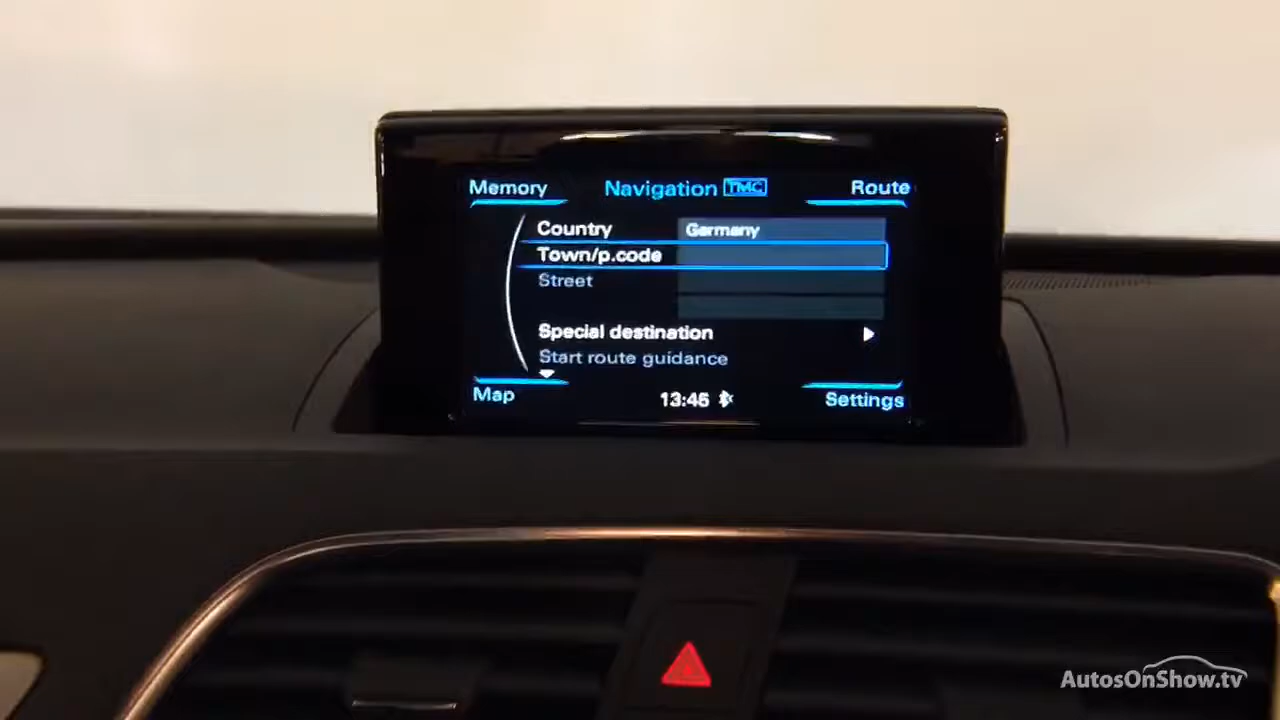 Memory
Navigation TMC
Route
Country Germany
Town/p.code
Street
Special destination
Start route guidance
Map
13:45
Settings
AutosOnShow.tv